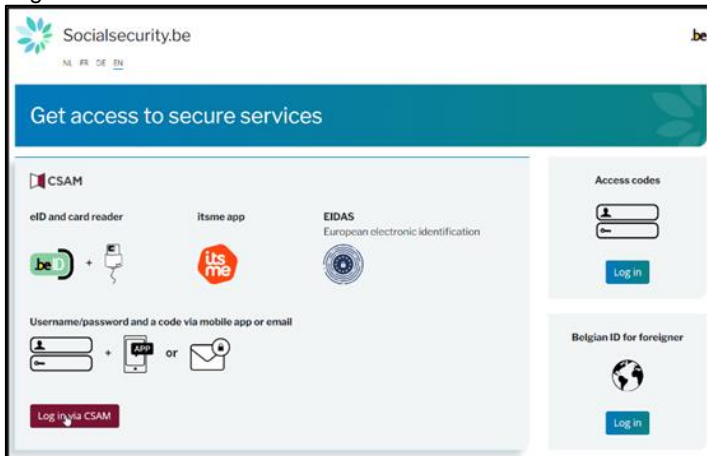 Socialsecurity.be
.be
NL FR DE EN
Get access to secure services
CSAM
eID and card reader
itsme app
EIDAS
European electronic identification
.beID
+
its
me
Username/password and a code via mobile app or email
+
APP
or
Log in via CSAM
Access codes
Log in
Belgian ID for foreigner
Log in